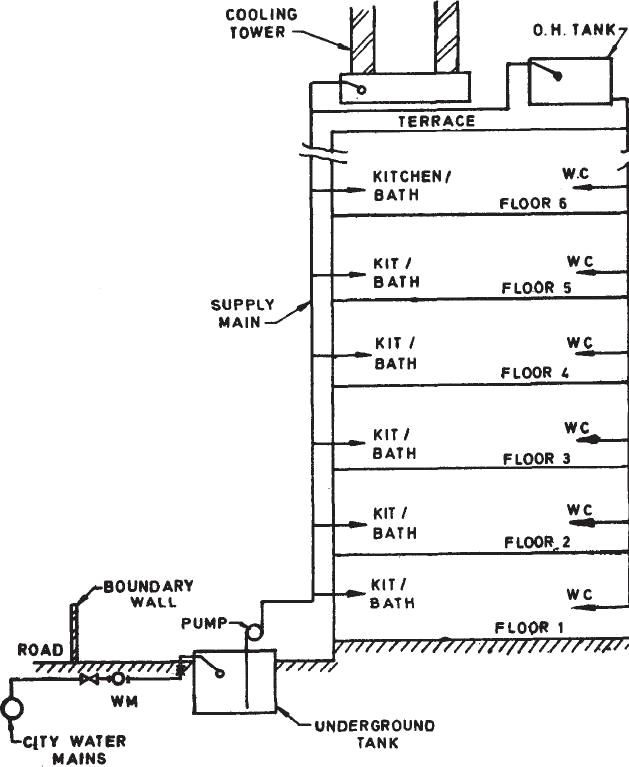 COOLING
TOWER
O.H. TANK
TERRACE
KITCHEN/
BATH
W.C
FLOOR 6
KIT /
BATH
WC
FLOOR 5
SUPPLY
MAIN
KIT /
BATH
WC
FLOOR 4
KIT /
BATH
WC
FLOOR 3
KIT /
BATH
WC
FLOOR 2
KIT /
BATH
WC
FLOOR 1
BOUNDARY
WALL
PUMP
ROAD
WM
UNDERGROUND
TANK
CITY WATER
MAINS